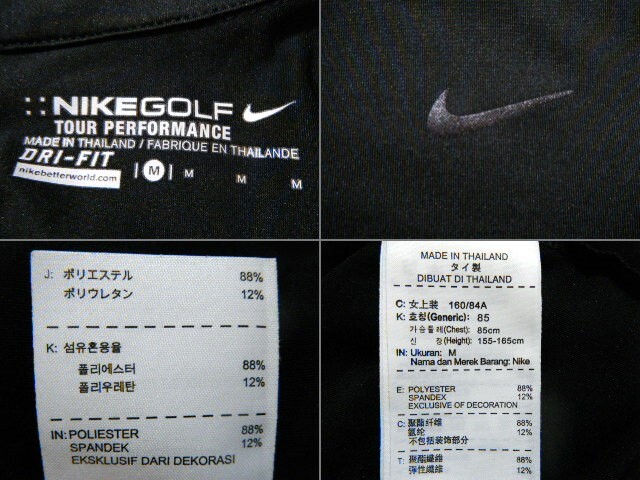 NIKEGOLF
TOUR PERFORMANCE
MADE IN THAILAND / FABRIQUE EN THAILANDE
DRI-FIT
nikebetterworld.com M M M M
J: ポリエステル 88%
ポリウレタン 12%
K: 섬유혼용율
폴리에스터 88%
폴리우레탄 12%
IN: POLIESTER 88%
SPANDEK 12%
EKSKLUSIF DARI DEKORASI
MADE IN THAILAND
タイ製
DIBUAT DI THAILAND
C: 女上装 160/84A
K: 호칭(Generic): 85
가슴둘레(Chest): 85cm
신 장(Height): 155-165cm
IN: Ukuran: M
Nama dan Merek Barang: Nike
E: POLYESTER 88%
SPANDEX 12%
EXCLUSIVE OF DECORATION
C: 聚酯纤维 88%
氨纶 12%
不包括装饰部分
T: 聚酯纖維 88%
弹性纖維 12%